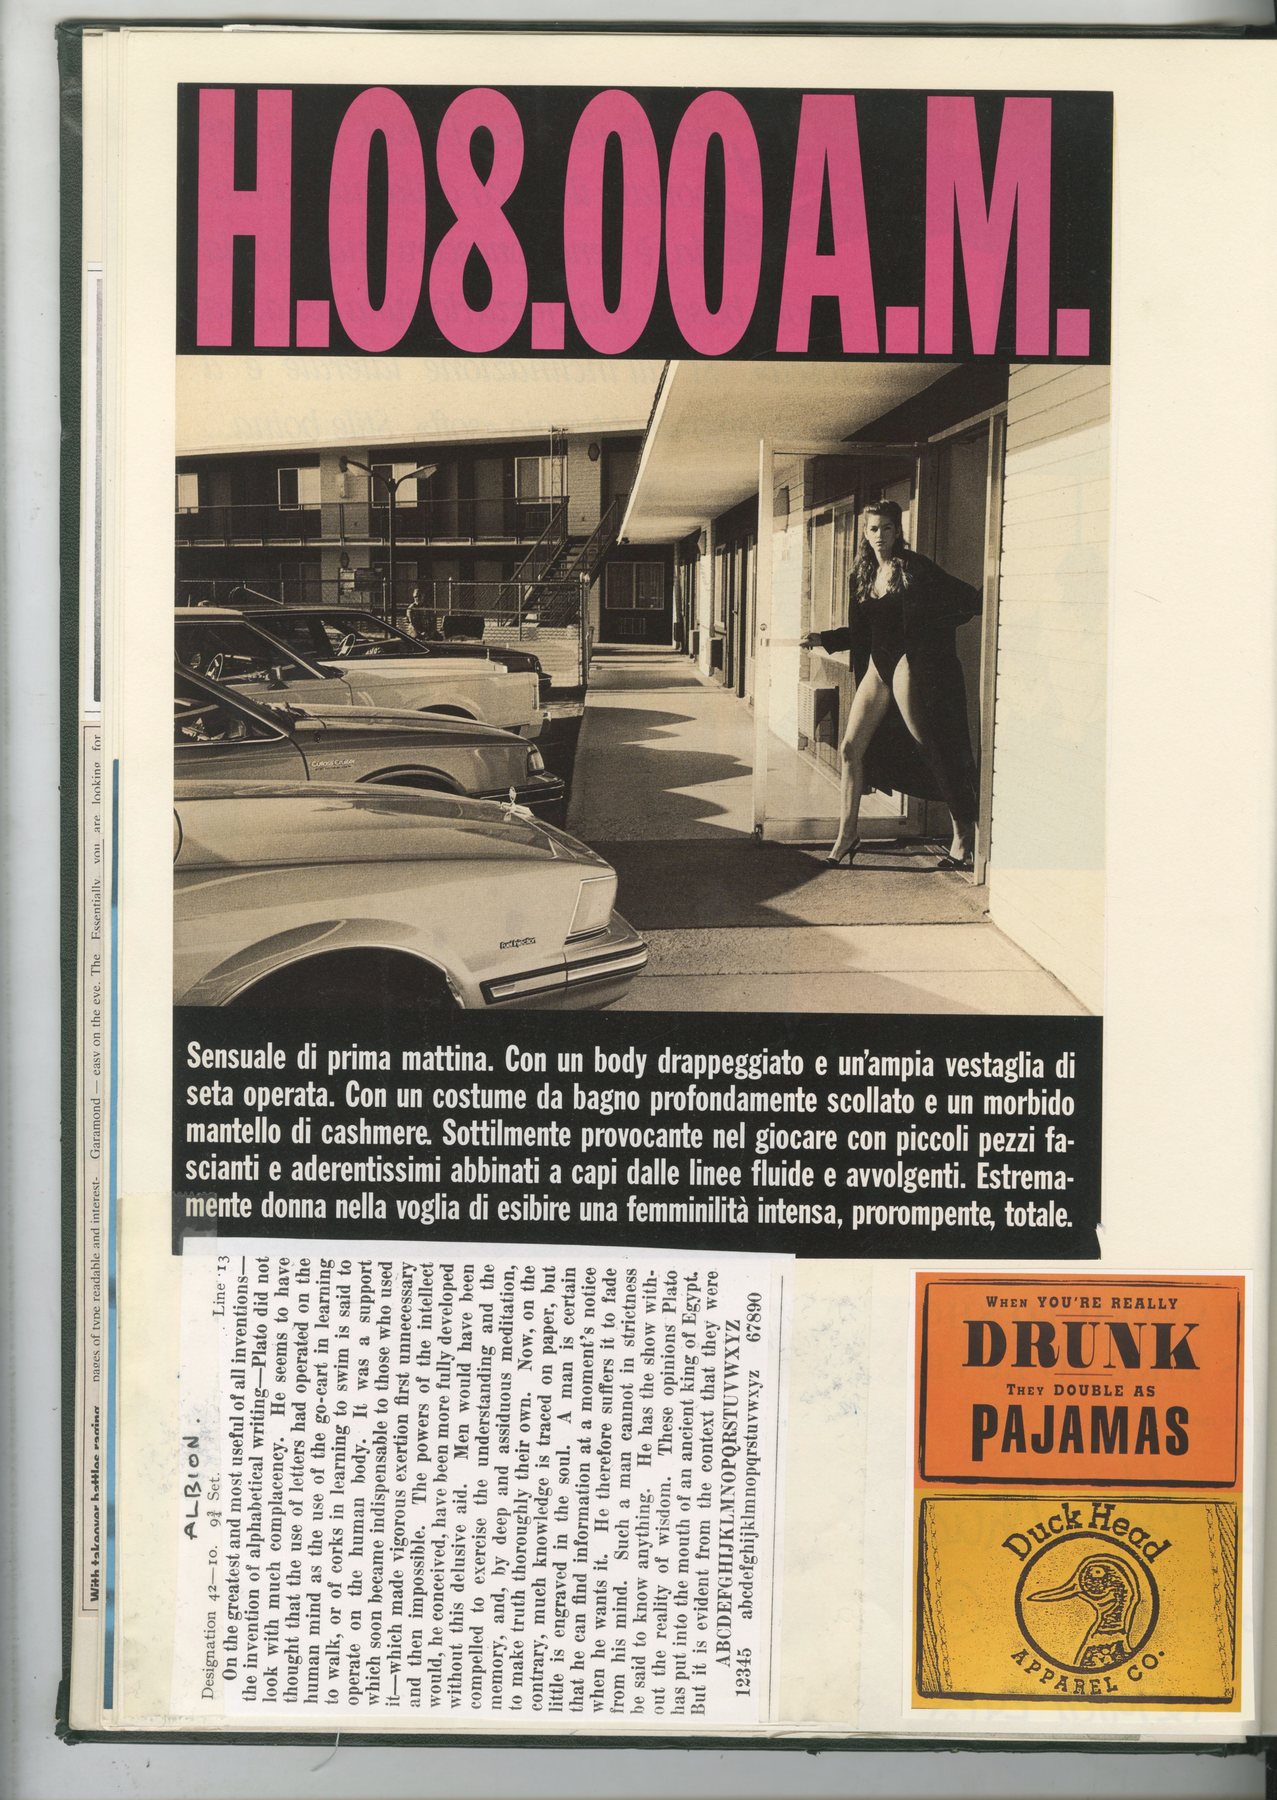 H.08.00A.M.
Cutlass Cruiser
fuel injection
Sensuale di prima mattina. Con un body drappeggiato e un'ampia vestaglia di
seta operata. Con un costume da bagno profondamente scollato e un morbido
mantello di cashmere. Sottilmente provocante nel giocare con piccoli pezzi fa-
scianti e aderentissimi abbinati a capi dalle linee fluide e avvolgenti. Estrema-
mente donna nella voglia di esibire una femminilità intensa, prorompente, totale.
ALBION.
Designation 42—10. 9¾ Set. Line '13
On the greatest and most useful of all inventions—
the invention of alphabetical writing—Plato did not
look with much complacency. He seems to have
thought that the use of letters had operated on the
human mind as the use of the go-cart in learning
to walk, or of corks in learning to swim is said to
operate on the human body. It was a support
which soon became indispensable to those who used
it—which made vigorous exertion first unnecessary
and then impossible. The powers of the intellect
would, he conceived, have been more fully developed
without this delusive aid. Men would have been
compelled to exercise the understanding and the
memory, and, by deep and assiduous meditation,
to make truth thoroughly their own. Now, on the
contrary, much knowledge is traced on paper, but
little is engraved in the soul. A man is certain
that he can find information at a moment's notice
when he wants it. He therefore suffers it to fade
from his mind. Such a man cannot in strictness
be said to know anything. He has the show with-
out the reality of wisdom. These opinions Plato
has put into the mouth of an ancient king of Egypt.
But it is evident from the context that they were
ABCDEFGHIJKLMNOPQRSTUVWXYZ
12345 abcdefghijklmnopqrstuvwxyz 67890
WHEN YOU'RE REALLY
DRUNK
THEY DOUBLE AS
PAJAMAS
Duck Head
APPAREL CO.
With takeover battles raging
pages of type readable and interest-
Garamond — easy on the eye. The
Essentially, you are looking for